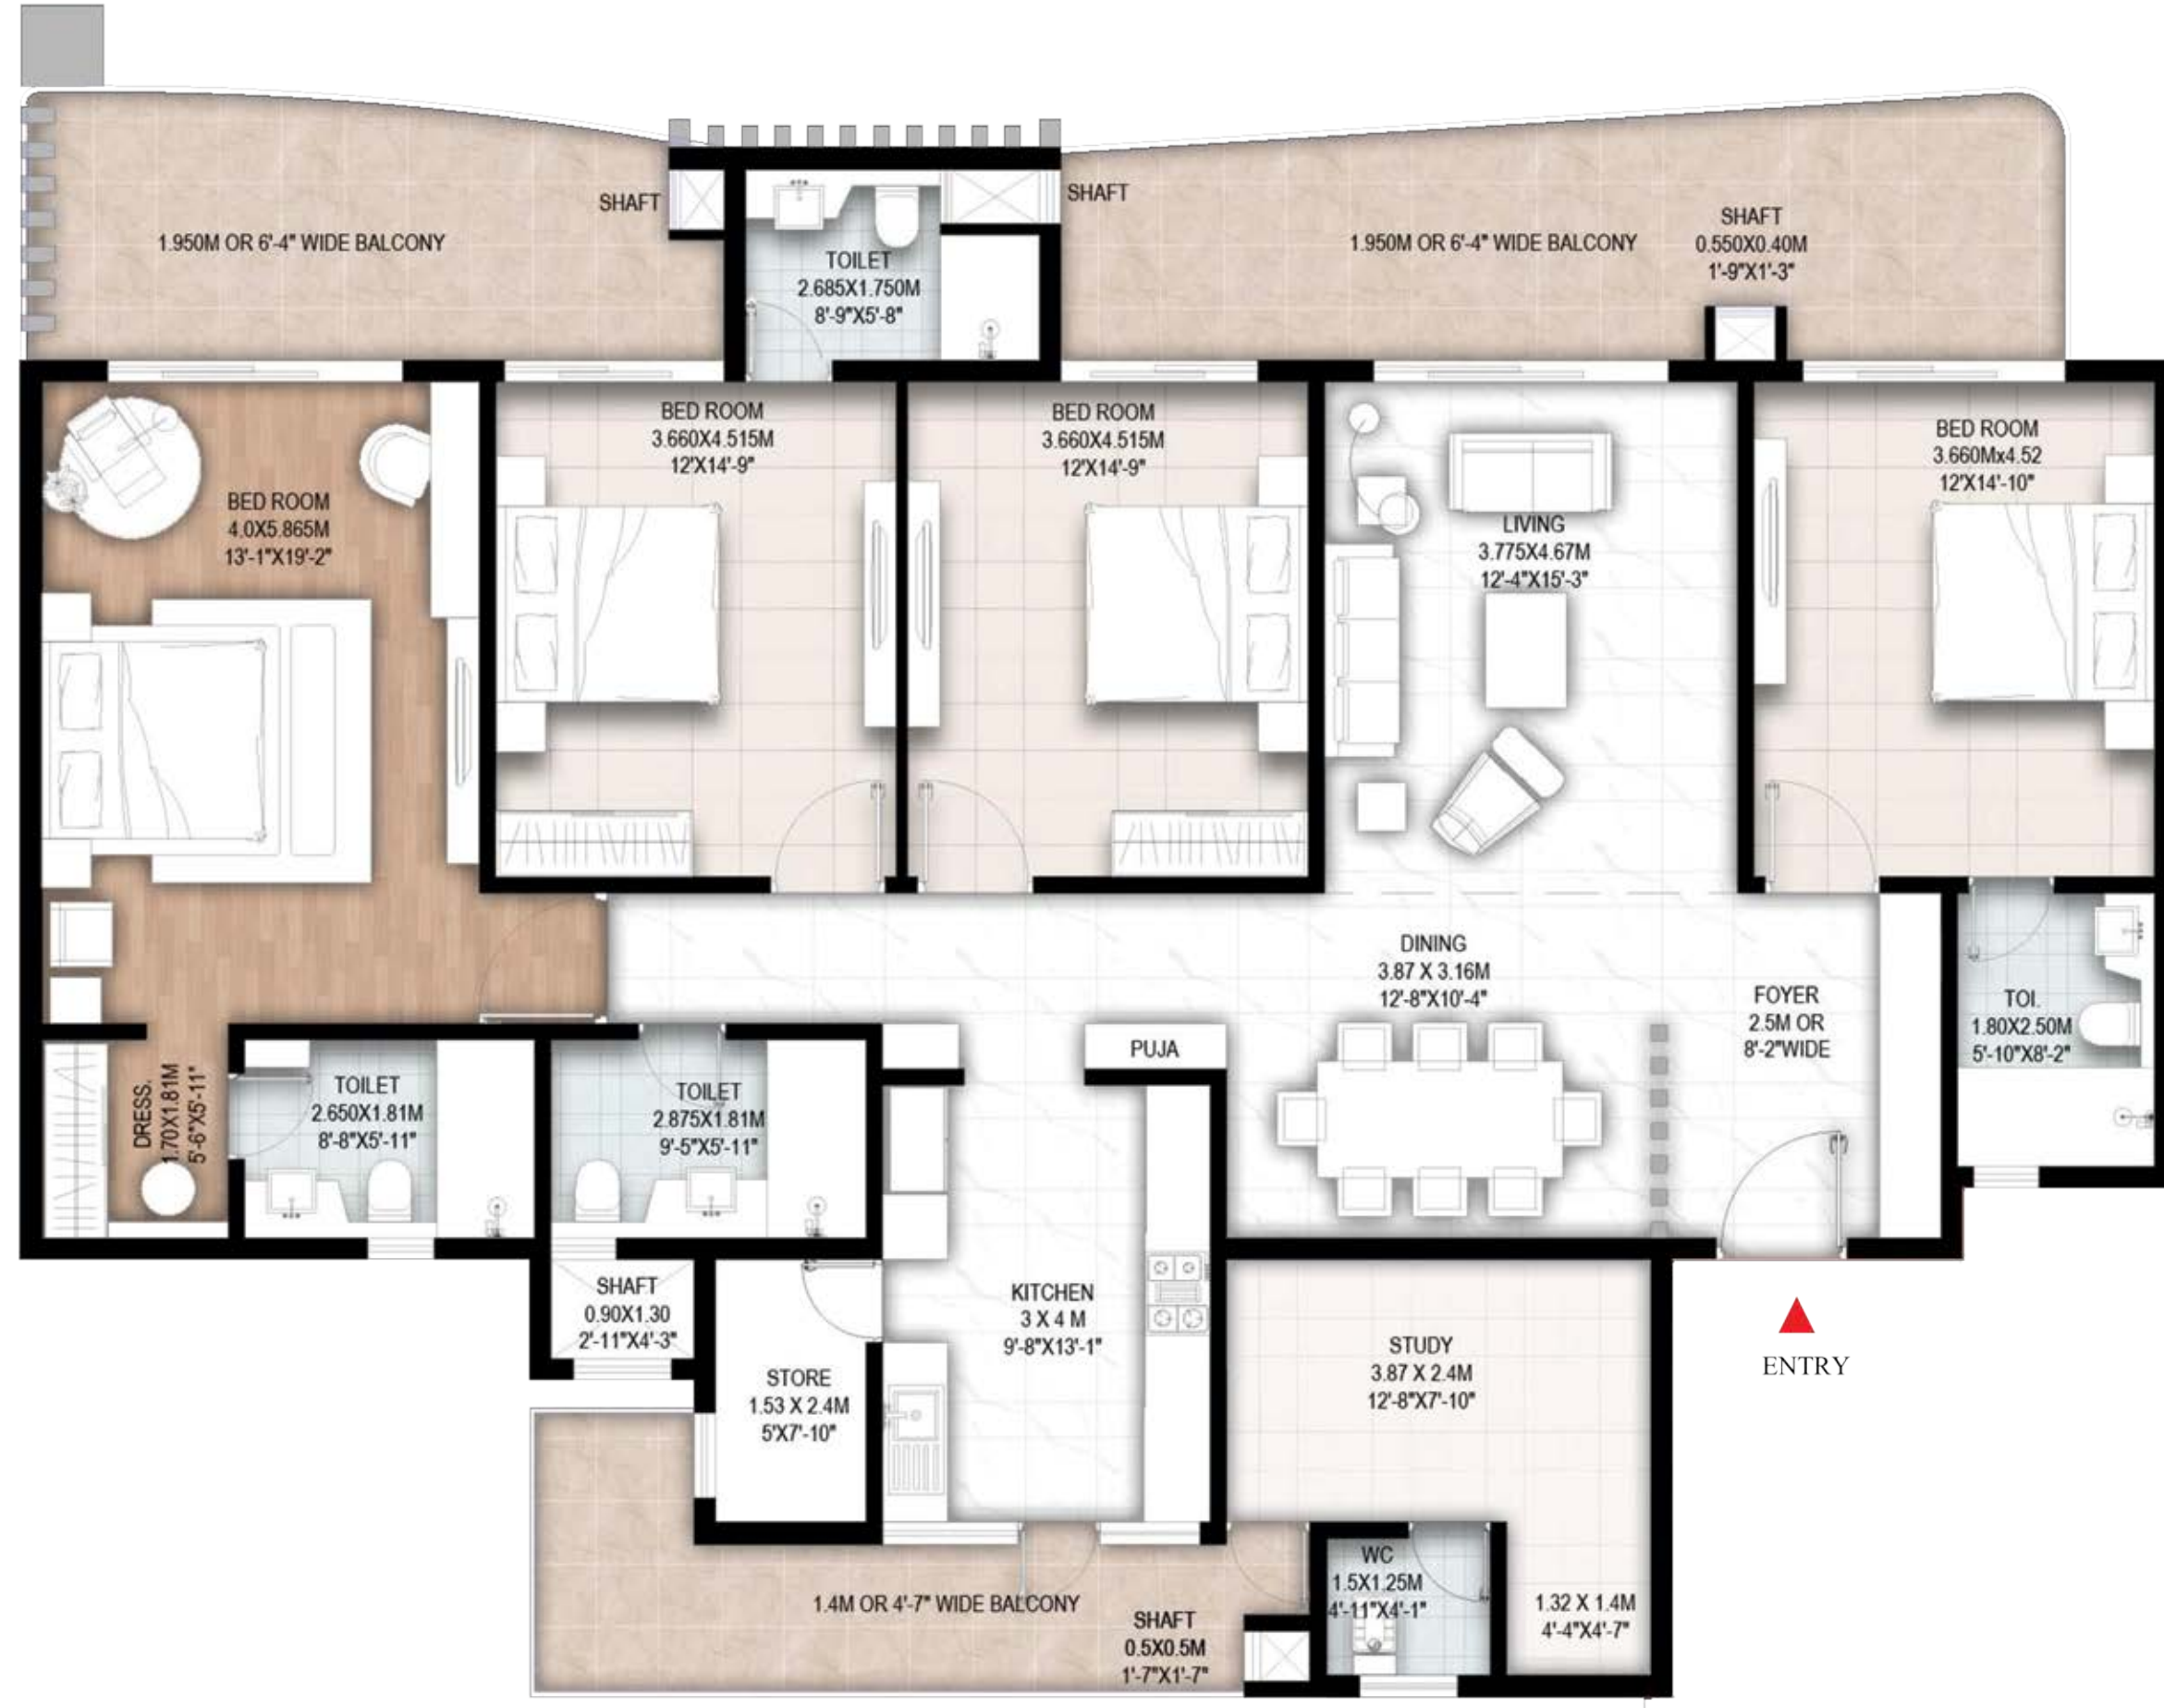 SHAFT
1.950M OR 6'-4" WIDE BALCONY
TOILET
2.685X1.750M
8'-9"X5'-8"
SHAFT
1.950M OR 6'-4" WIDE BALCONY
SHAFT
0.550X0.40M
1'-9"X1'-3"
BED ROOM
4.0X5.865M
13'-1"X19'-2"
BED ROOM
3.660X4.515M
12'X14'-9"
BED ROOM
3.660X4.515M
12'X14'-9"
LIVING
3.775X4.67M
12'-4"X15'-3"
BED ROOM
3.660Mx4.52
12'X14'-10"
DINING
3.87 X 3.16M
12'-8"X10'-4"
FOYER
2.5M OR
8'-2"WIDE
TOI.
1.80X2.50M
5'-10"X8'-2"
PUJA
DRESS.
1.70X1.81M
5'-6"X5'-11"
TOILET
2.650X1.81M
8'-8"X5'-11"
TOILET
2.875X1.81M
9'-5"X5'-11"
SHAFT
0.90X1.30
2'-11"X4'-3"
STORE
1.53 X 2.4M
5'X7'-10"
KITCHEN
3 X 4 M
9'-8"X13'-1"
STUDY
3.87 X 2.4M
12'-8"X7'-10"
ENTRY
1.4M OR 4'-7" WIDE BALCONY
SHAFT
0.5X0.5M
1'-7"X1'-7"
WC
1.5X1.25M
4'-11"X4'-1"
1.32 X 1.4M
4'-4"X4'-7"